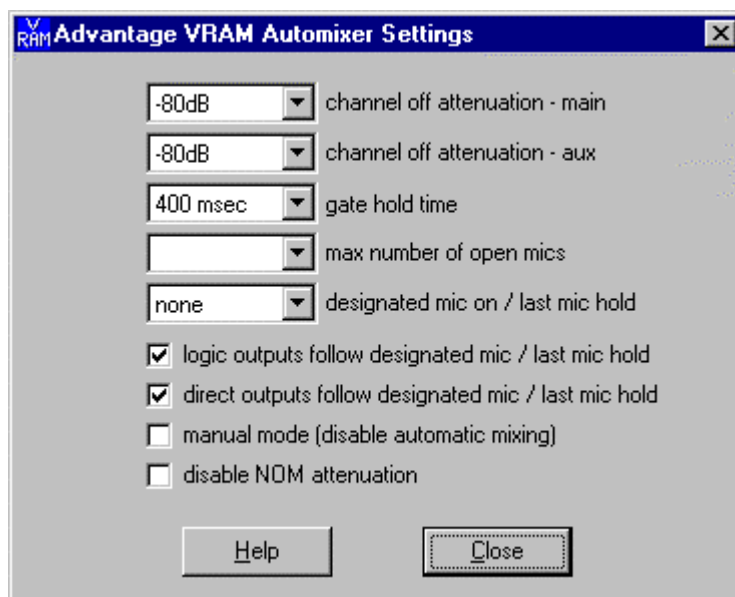 V
RAM Advantage VRAM Automixer Settings
-80dB channel off attenuation - main
-80dB channel off attenuation - aux
400 msec gate hold time
max number of open mics
none designated mic on / last mic hold
logic outputs follow designated mic / last mic hold
direct outputs follow designated mic / last mic hold
manual mode (disable automatic mixing)
disable NOM attenuation
Help Close